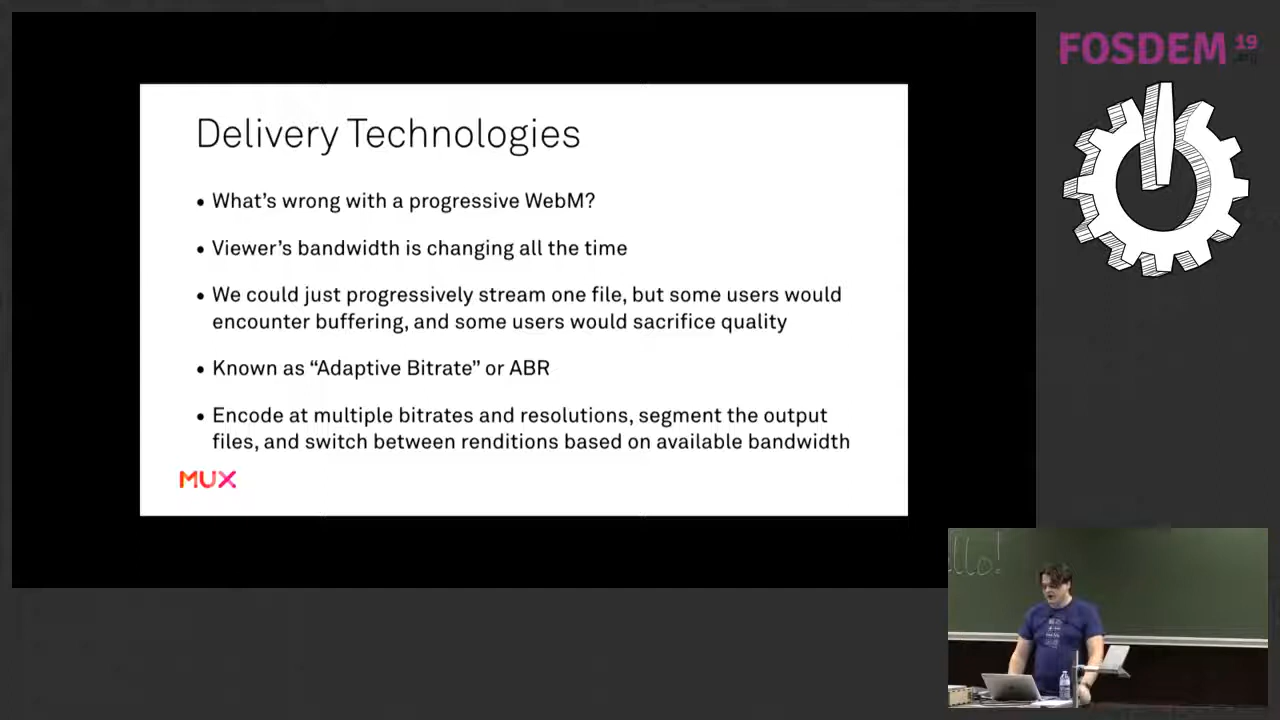 FOSDEM 19
.org
Delivery Technologies
• What's wrong with a progressive WebM?
• Viewer's bandwidth is changing all the time
• We could just progressively stream one file, but some users would
encounter buffering, and some users would sacrifice quality
• Known as “Adaptive Bitrate” or ABR
• Encode at multiple bitrates and resolutions, segment the output
files, and switch between renditions based on available bandwidth
MUX
ello!